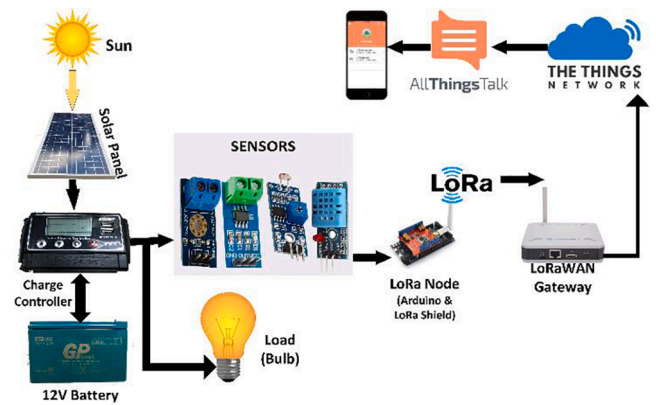 Sun
Solar Panel
SENSORS
LoRa
AllThingsTalk
THE THINGS
NETWORK
Charge
Controller
GP
12V Battery
Load
(Bulb)
LoRa Node
(Arduino &
LoRa Shield)
LoRaWAN
Gateway